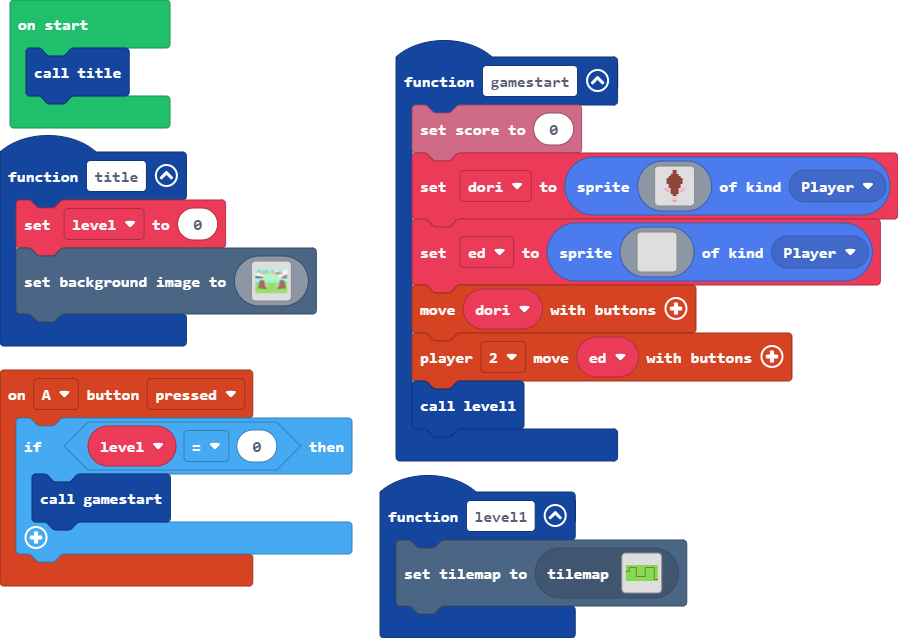 on start
call title
function title
set level to 0
set background image to
on A button pressed
if level = 0 then
call gamestart
function gamestart
set score to 0
set dori to sprite of kind Player
set ed to sprite of kind Player
move dori with buttons
player 2 move ed with buttons
call level1
function level1
set tilemap to tilemap